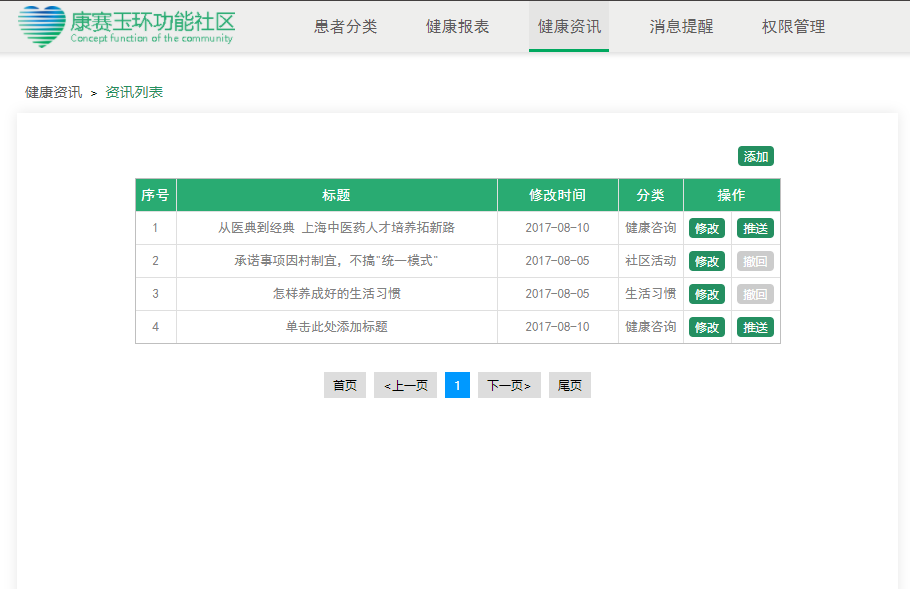 康赛玉环功能社区
Concept function of the community
患者分类 健康报表 健康资讯 消息提醒 权限管理
健康资讯 > 资讯列表
添加
序号 标题 修改时间 分类 操作
1 从医典到经典 上海中医药人才培养拓新路 2017-08-10 健康咨询 修改 推送
2 承诺事项因村制宜，不搞"统一模式" 2017-08-05 社区活动 修改 撤回
3 怎样养成好的生活习惯 2017-08-05 生活习惯 修改 撤回
4 单击此处添加标题 2017-08-10 健康咨询 修改 推送
首页 <上一页 1 下一页> 尾页